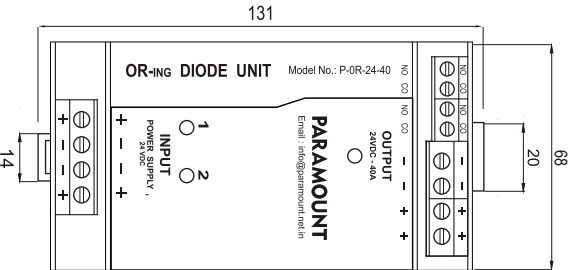 131
OR-ING DIODE UNIT
Model No.: P-0R-24-40
NO
CO
NO
CO
NO
CO
NO
CO
+
-
-
+
+
-
-
+
1
2
INPUT
POWER SUPPLY,
24 VDC
PARAMOUNT
Email : info@paramount.net.in
OUTPUT
24VDC - 40A
-
-
+
+
-
-
+
+
14
20
68